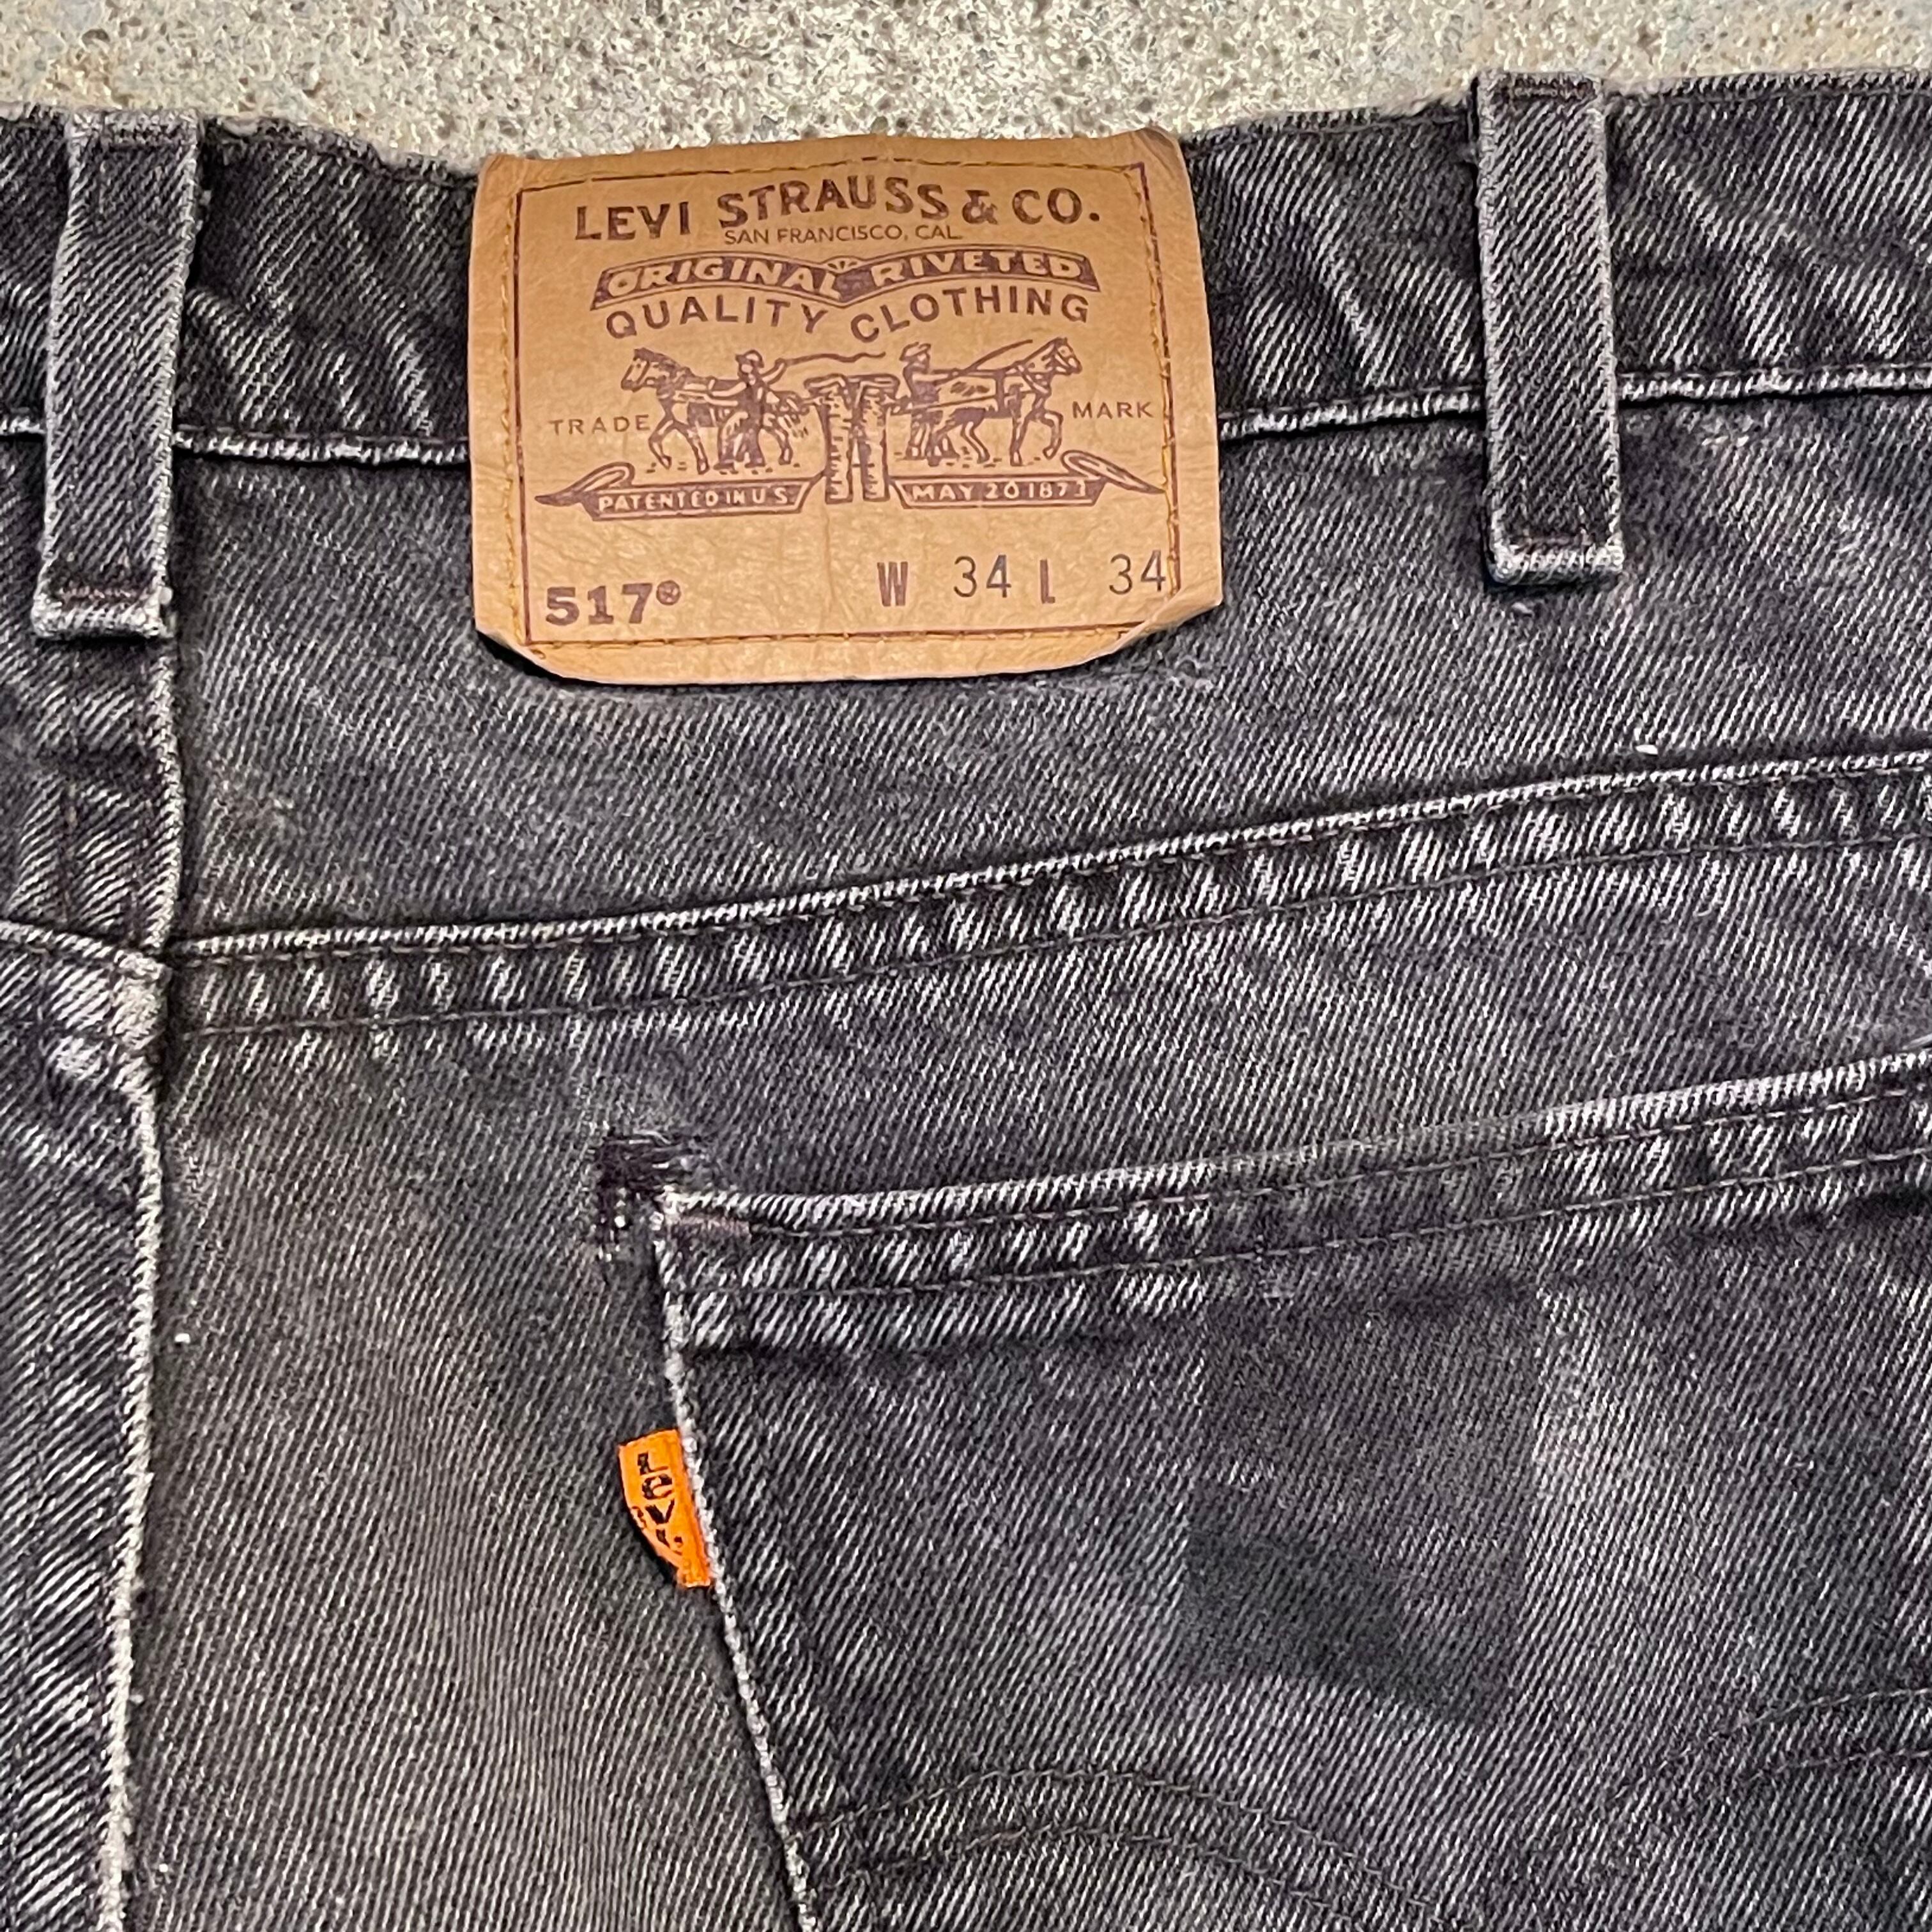 LEVI STRAUSS & CO.
SAN FRANCISCO, CAL.
ORIGINAL RIVETED
QUALITY CLOTHING
TRADE MARK
PATENTED IN U.S. MAY 20 1873
517® W 34 L 34
LEVI'S